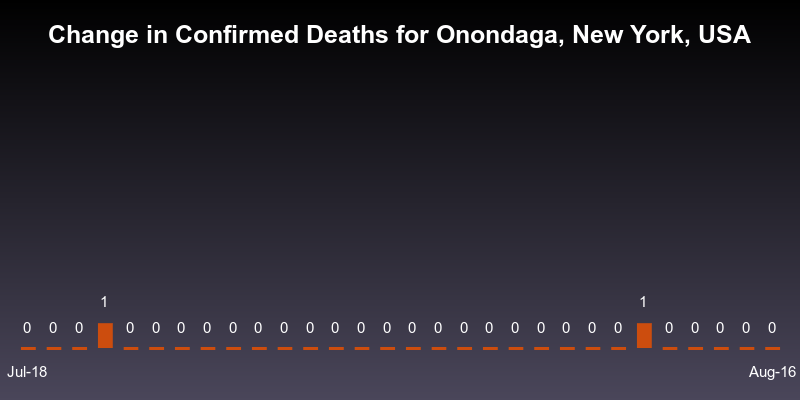 Change in Confirmed Deaths for Onondaga, New York, USA
1 1
0 0 0 0 0 0 0 0 0 0 0 0 0 0 0 0 0 0 0 0 0 0 0 0 0 0 0 0
Jul-18 Aug-16